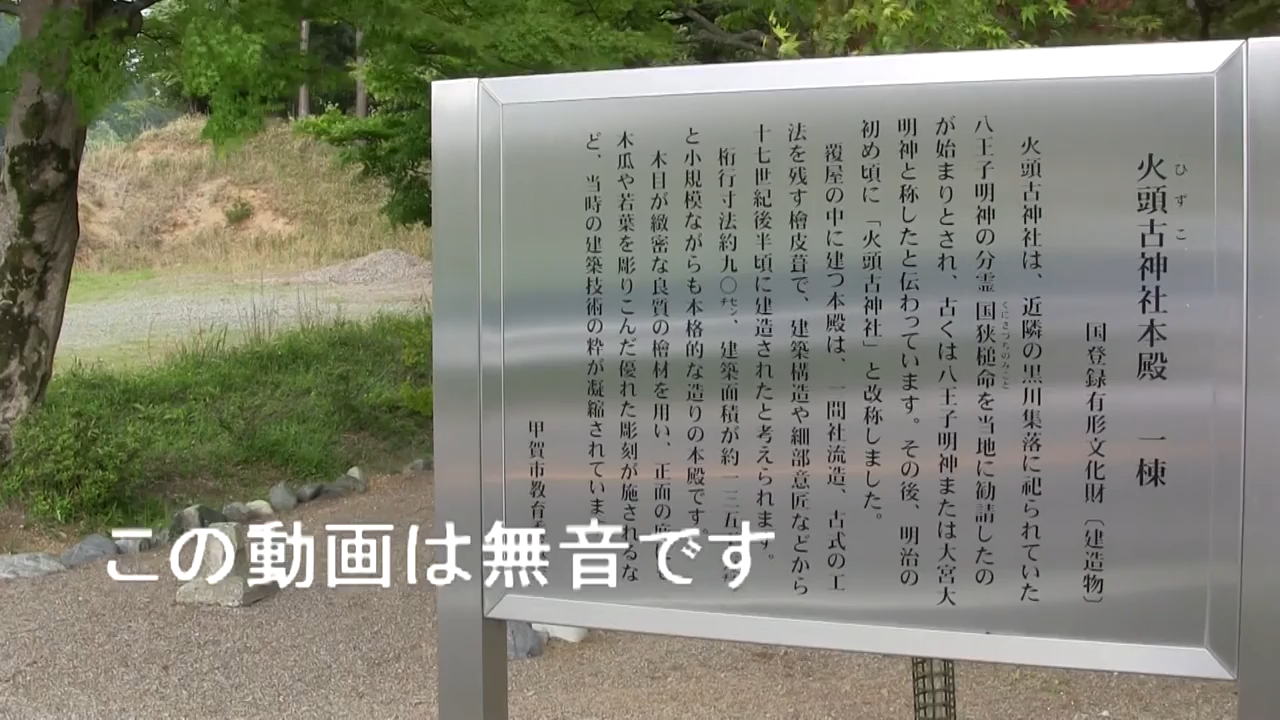 火頭古神社本殿 一棟
ひずこ
国登録有形文化財〔建造物〕
火頭古神社は、近隣の黒川集落に祀られていた
八王子明神の分霊国狭槌命を当地に勧請したの
くにさつちのみこと
が始まりとされ、古くは八王子明神または大宮大
明神と称したと伝わっています。その後、明治の
初め頃に「火頭古神社」と改称しました。
覆屋の中に建つ本殿は、一間社流造、古式の工
法を残す檜皮葺で、建築構造や細部意匠などから
十七世紀後半頃に建造されたと考えられます。
桁行寸法約九〇センチ、建築面積が約一・三五
と小規模ながらも本格的な造りの本殿です。
木目が緻密な良質の檜材を用い、正面の
木瓜や若葉を彫りこんだ優れた彫刻が施されるな
ど、当時の建築技術の粋が凝縮されていま
甲賀市教育
この動画は無音です